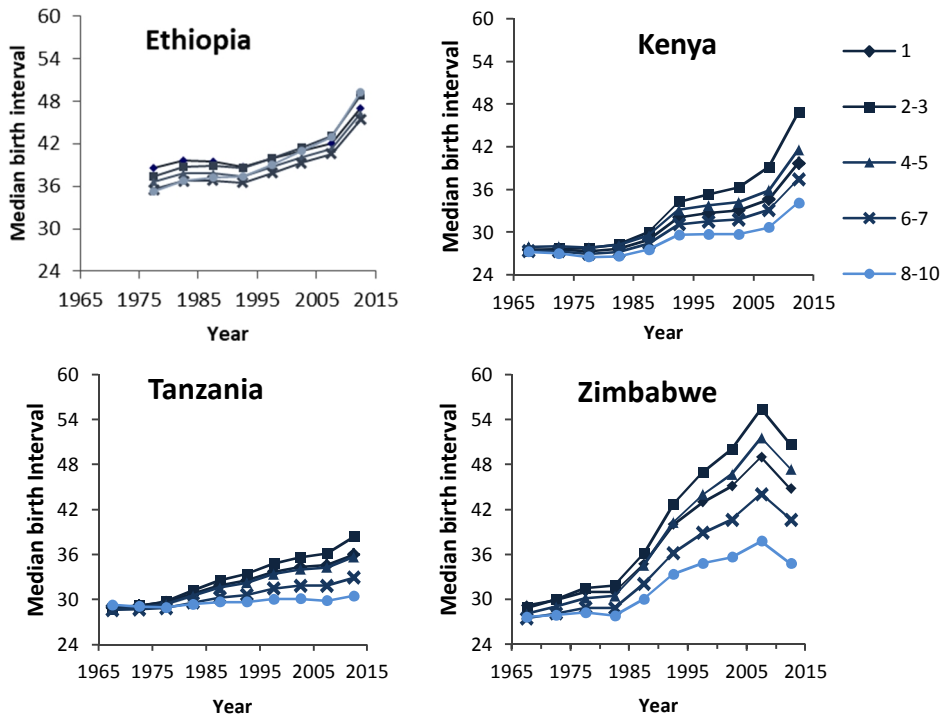 Ethiopia
Median birth interval
60
54
48
42
36
30
24
1965 1975 1985 1995 2005 2015
Year
Kenya
Median birth interval
60
54
48
42
36
30
24
1965 1975 1985 1995 2005 2015
Year
1
2-3
4-5
6-7
8-10
Tanzania
Median birth Interval
60
54
48
42
36
30
24
1965 1975 1985 1995 2005 2015
Year
Zimbabwe
Median birth interval
60
54
48
42
36
30
24
1965 1975 1985 1995 2005 2015
Year